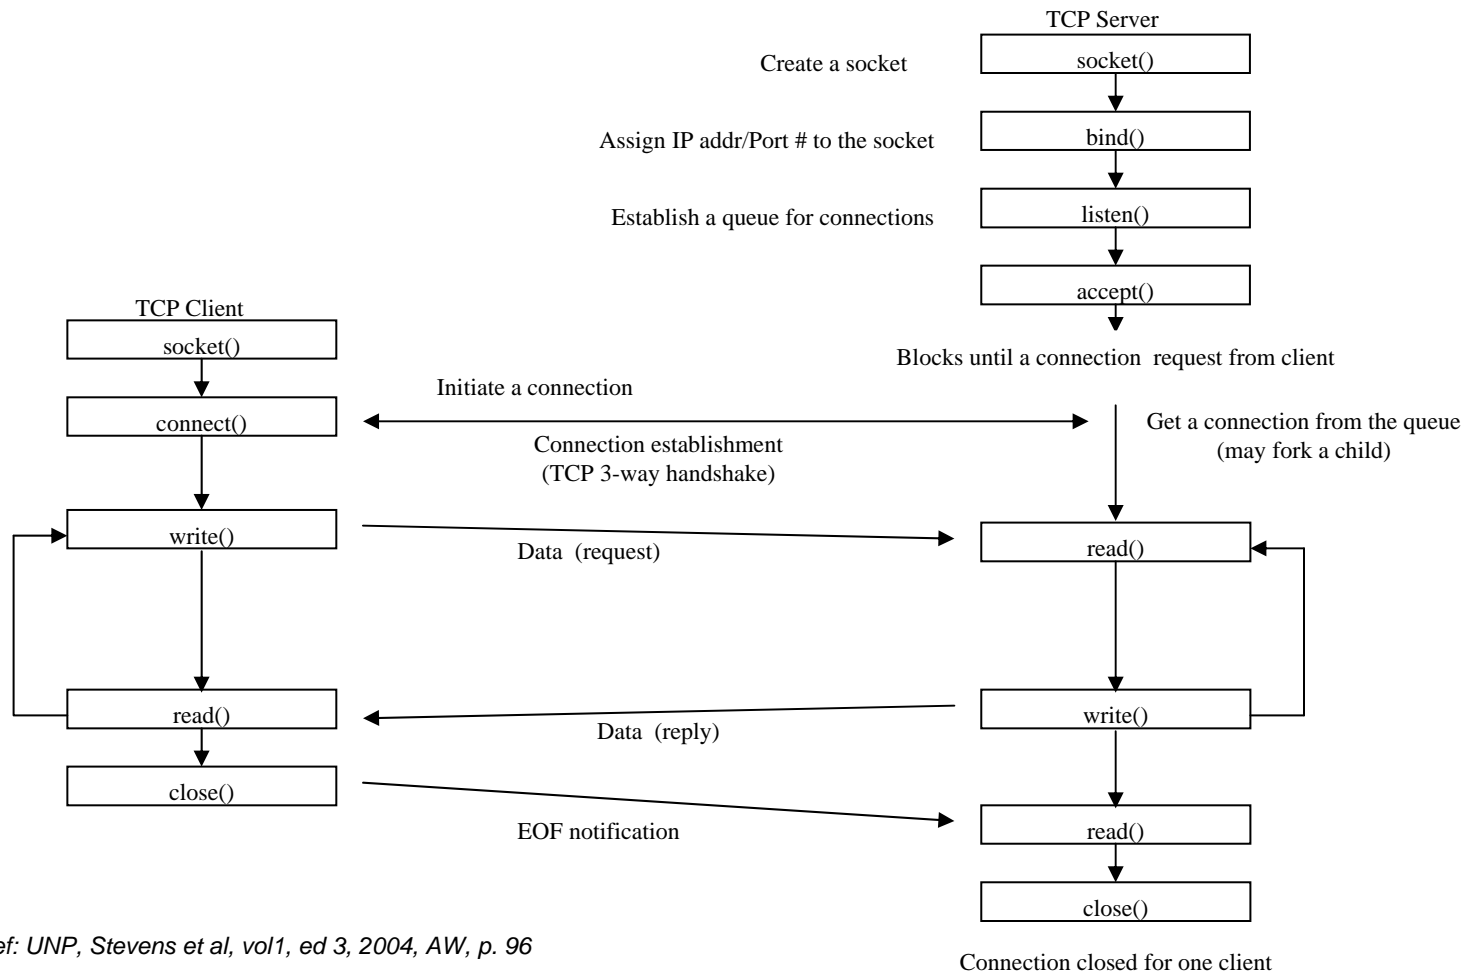 TCP Server
Create a socket
socket()
Assign IP addr/Port # to the socket
bind()
Establish a queue for connections
listen()
accept()
TCP Client
socket()
Blocks until a connection request from client
Initiate a connection
connect()
Connection establishment
(TCP 3-way handshake)
Get a connection from the queue
(may fork a child)
write()
Data (request)
read()
read()
Data (reply)
write()
close()
EOF notification
read()
close()
ef: UNP, Stevens et al, vol1, ed 3, 2004, AW, p. 96
Connection closed for one client